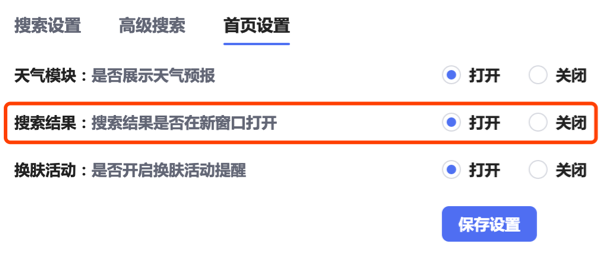 搜索设置 高级搜索 首页设置
天气模块：是否展示天气预报 打开 关闭
搜索结果：搜索结果是否在新窗口打开 打开 关闭
换肤活动：是否开启换肤活动提醒 打开 关闭
保存设置